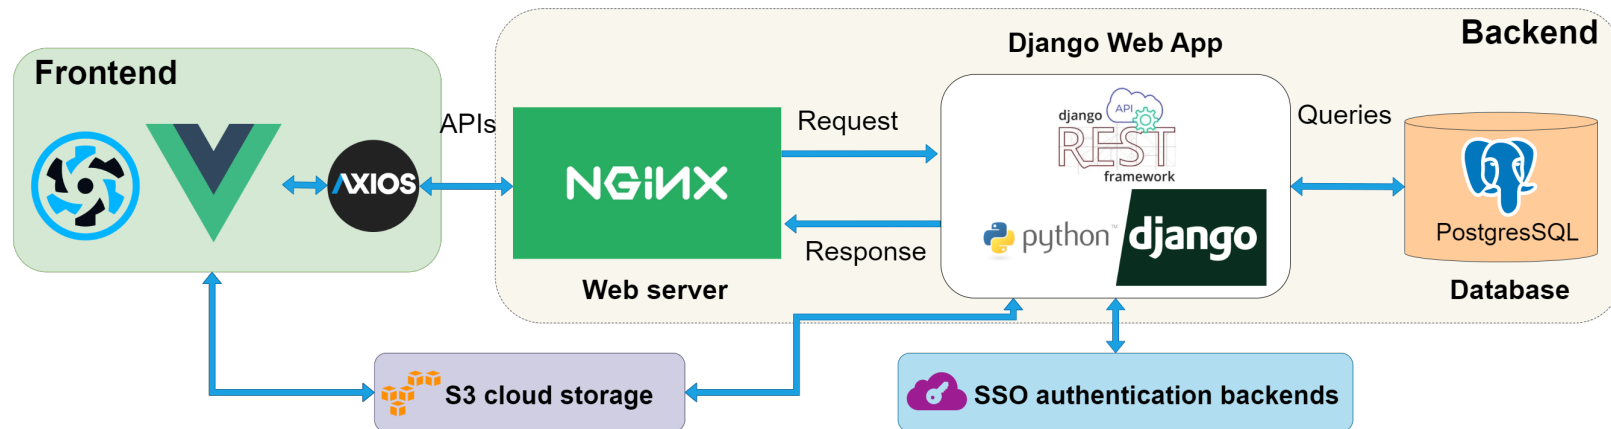 Frontend
AXIOS
APIs
NGINX
Web server
Request
Response
Backend
Django Web App
django
API
REST
framework
python™
django
Queries
PostgresSQL
Database
S3 cloud storage
SSO authentication backends